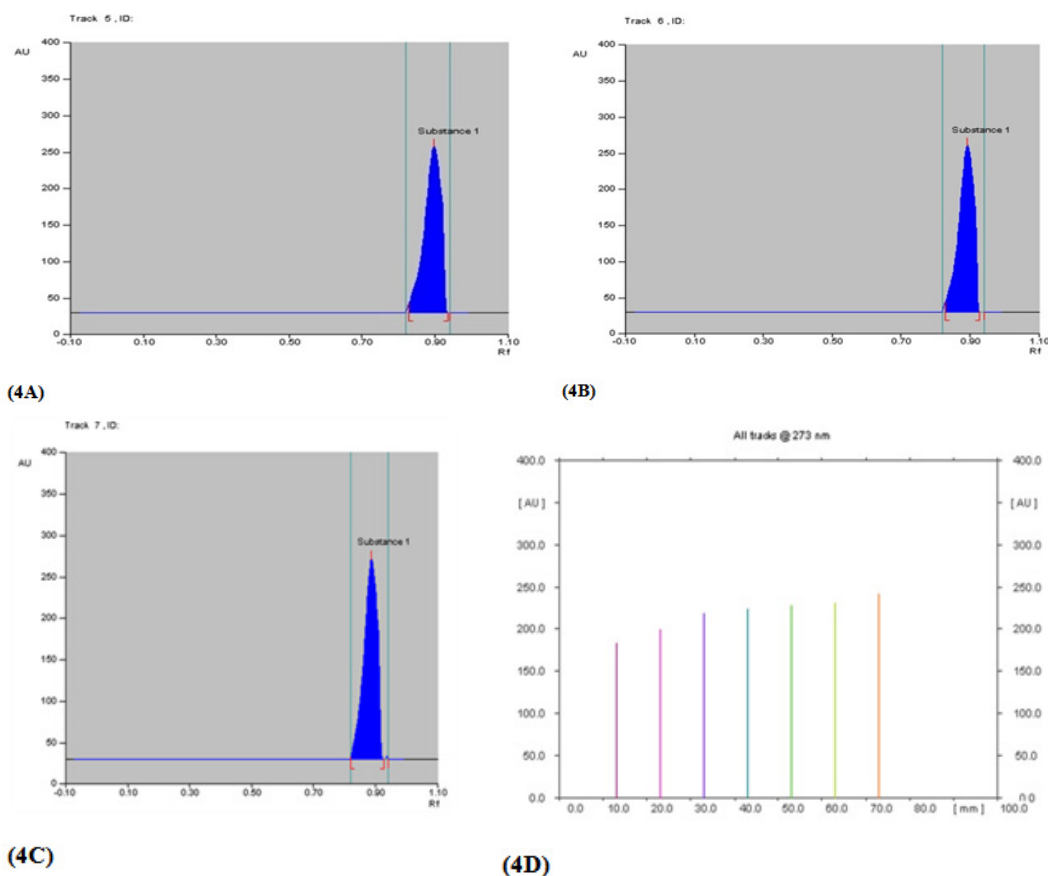 Track 5 , ID:
AU
400
350
300
250
200
150
100
50
0
Substance 1
-0.10 0.10 0.30 0.50 0.70 0.90 1.10
Rf
(4A)
Track 6 , ID:
AU
400
350
300
250
200
150
100
50
0
Substance 1
-0.10 0.10 0.30 0.50 0.70 0.90 1.10
Rf
(4B)
Track 7 , ID:
AU
400
350
300
250
200
150
100
50
0
Substance 1
-0.10 0.10 0.30 0.50 0.70 0.90 1.10
Rf
(4C)
All tracks @ 273 nm
400.0 400.0
[ AU ] [ AU ]
300.0 300.0
250.0 250.0
200.0 200.0
150.0 150.0
100.0 100.0
50.0 50.0
0.0 0.0
0.0 10.0 20.0 30.0 40.0 50.0 60.0 70.0 80.0 [ mm ] 100.0
(4D)